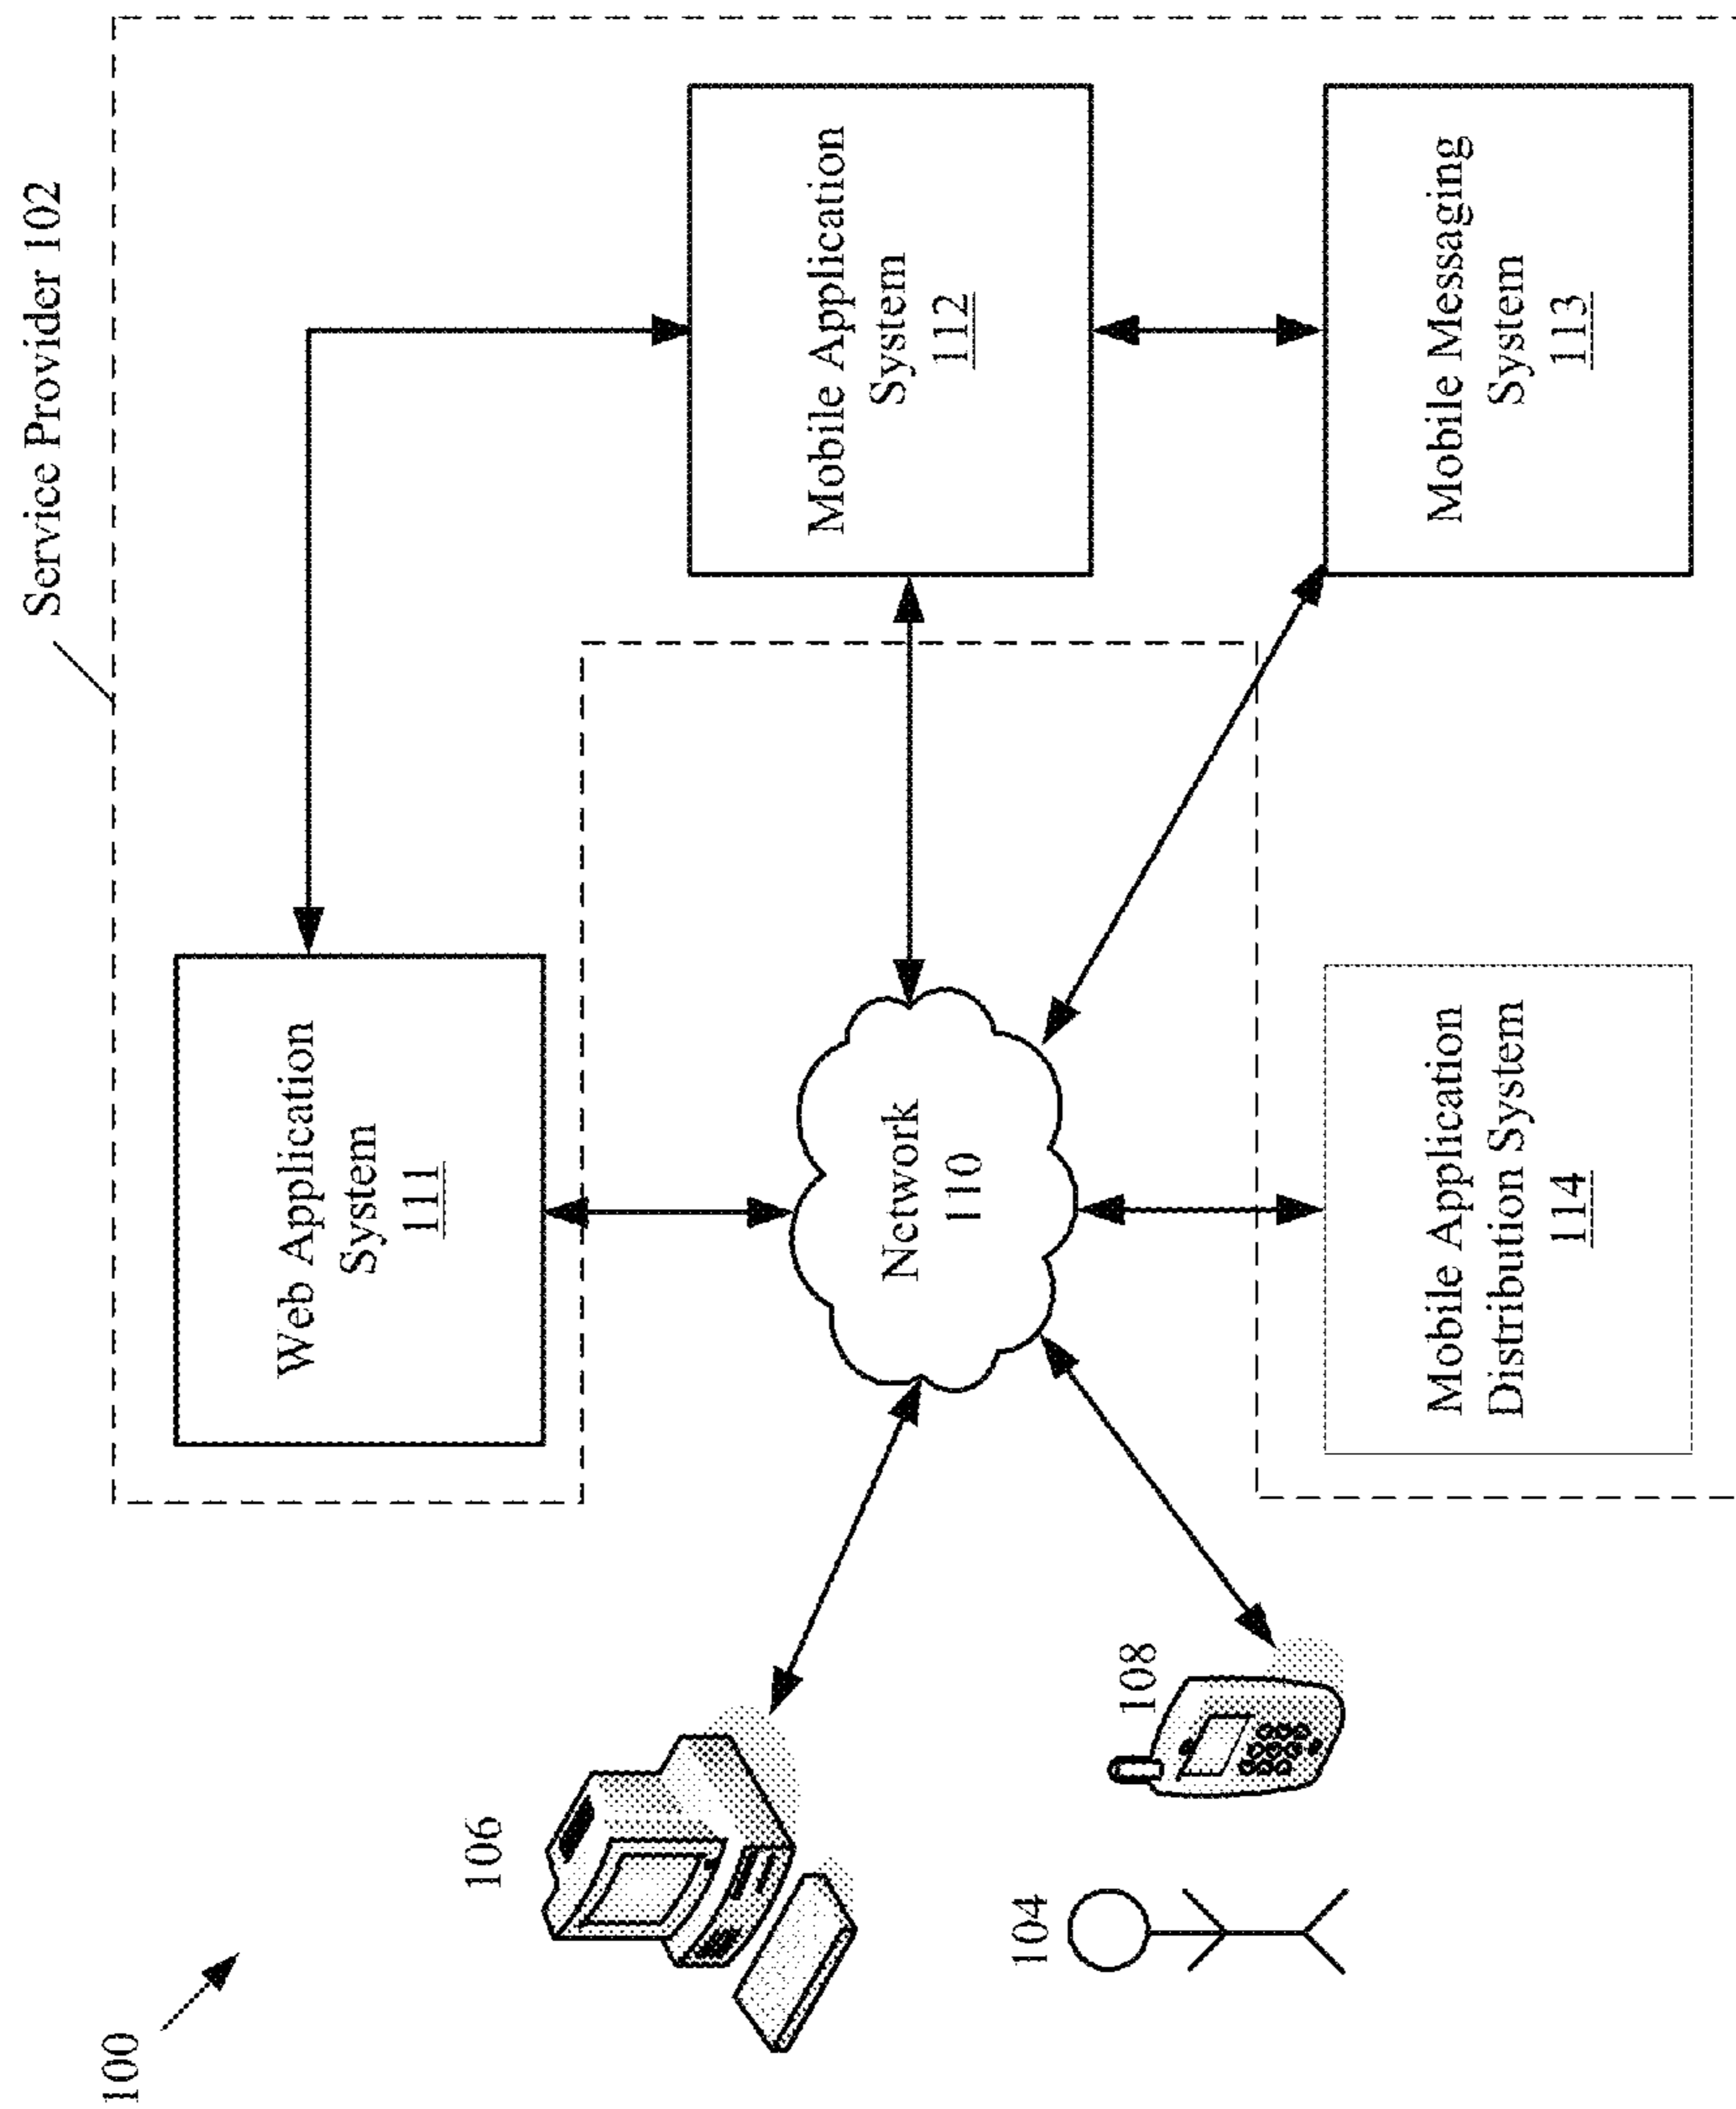 100
Service Provider 102
Web Application
System
111
Mobile Application
System
112
106
Network
110
108
104
Mobile Application
Distribution System
114
Mobile Messaging
System
113